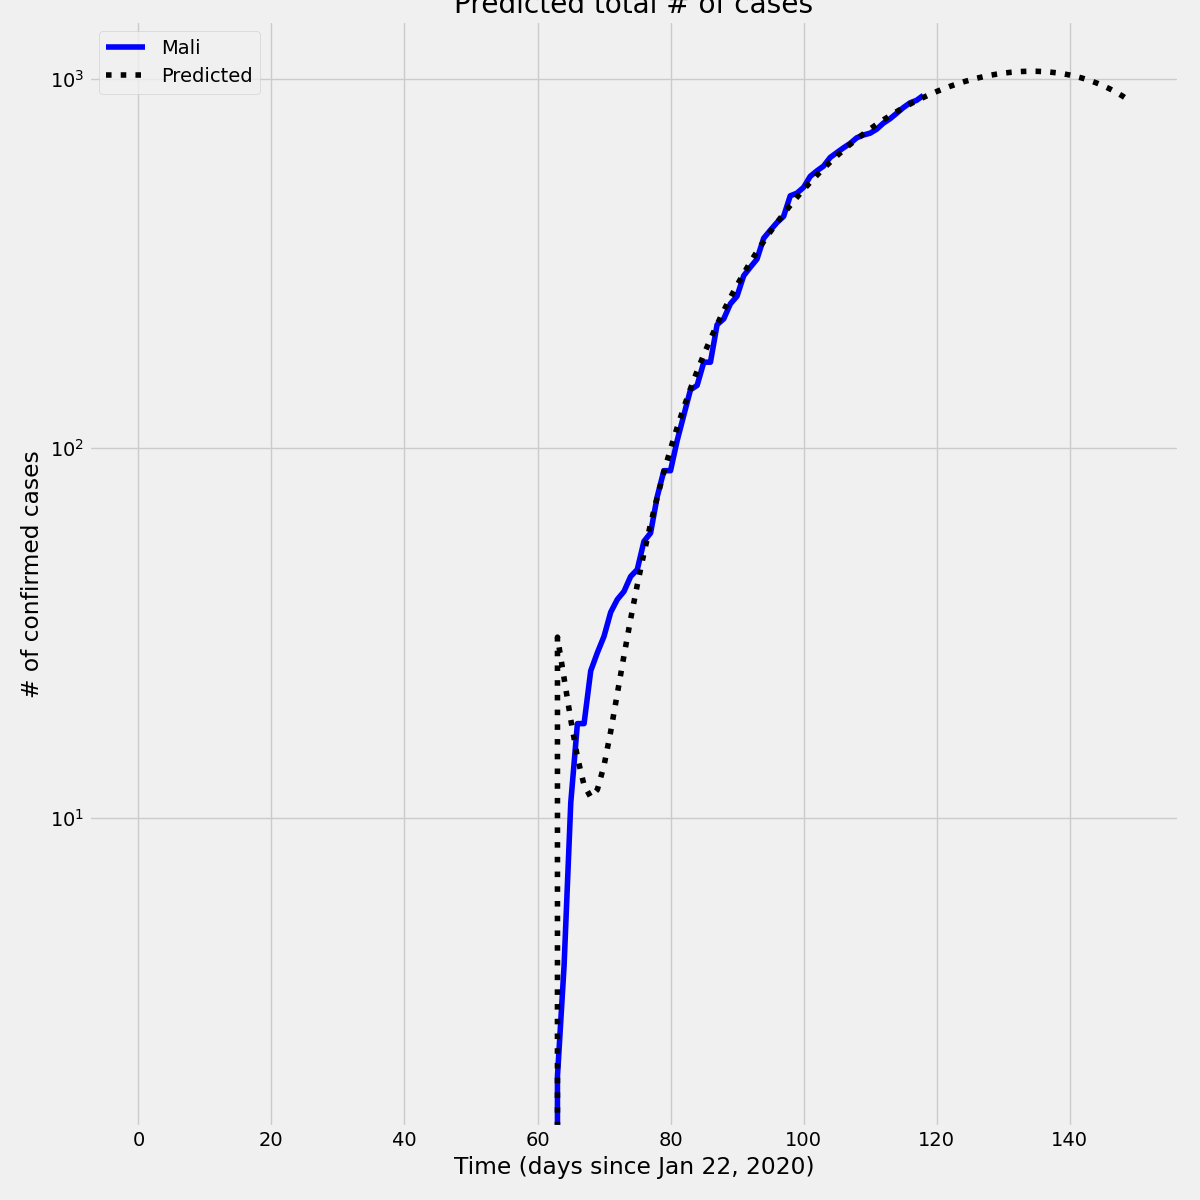 Predicted total # of cases
Mali
Predicted
10³
10²
10¹
# of confirmed cases
0 20 40 60 80 100 120 140
Time (days since Jan 22, 2020)